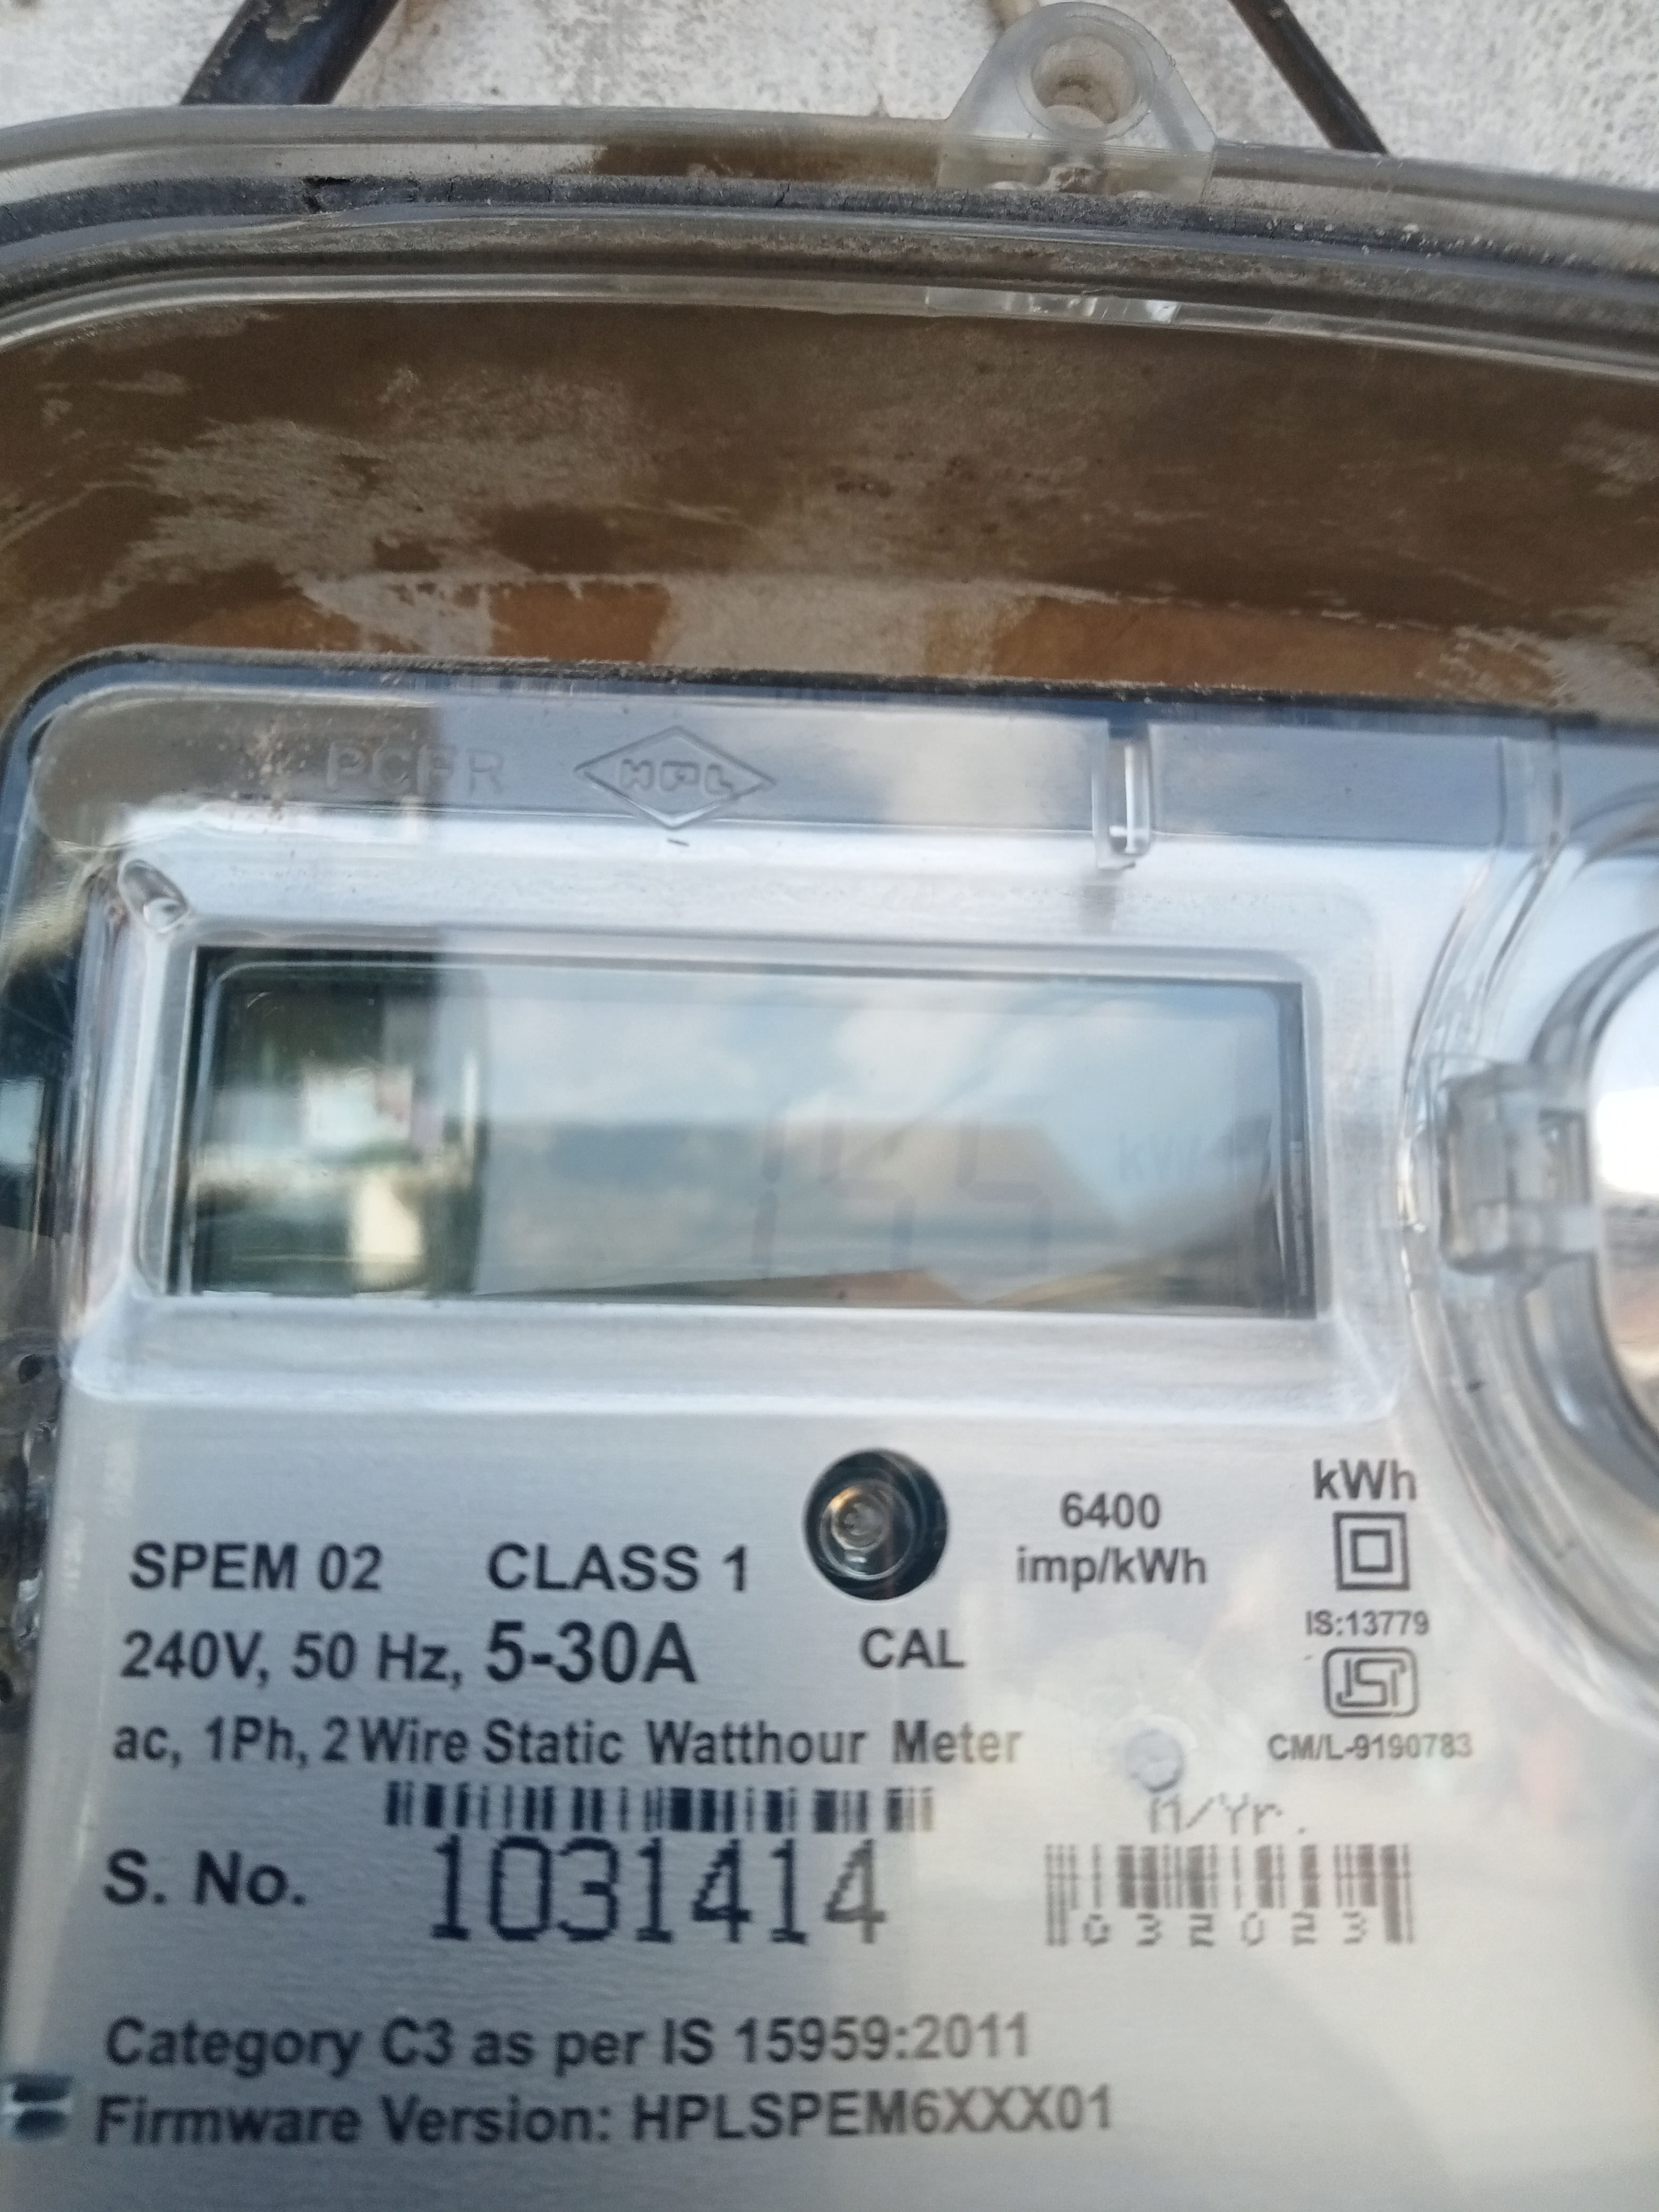 HPL
SPEM 02 CLASS 1
6400
imp/kWh
kWh
IS:13779
240V, 50 Hz, 5-30A
CAL
ISI
CM/L-9190783
ac, 1Ph, 2 Wire Static Watthour Meter
M/Yr.
S. No. 1031414
Category C3 as per IS 15959:2011
Firmware Version: HPLSPEM6XXX01